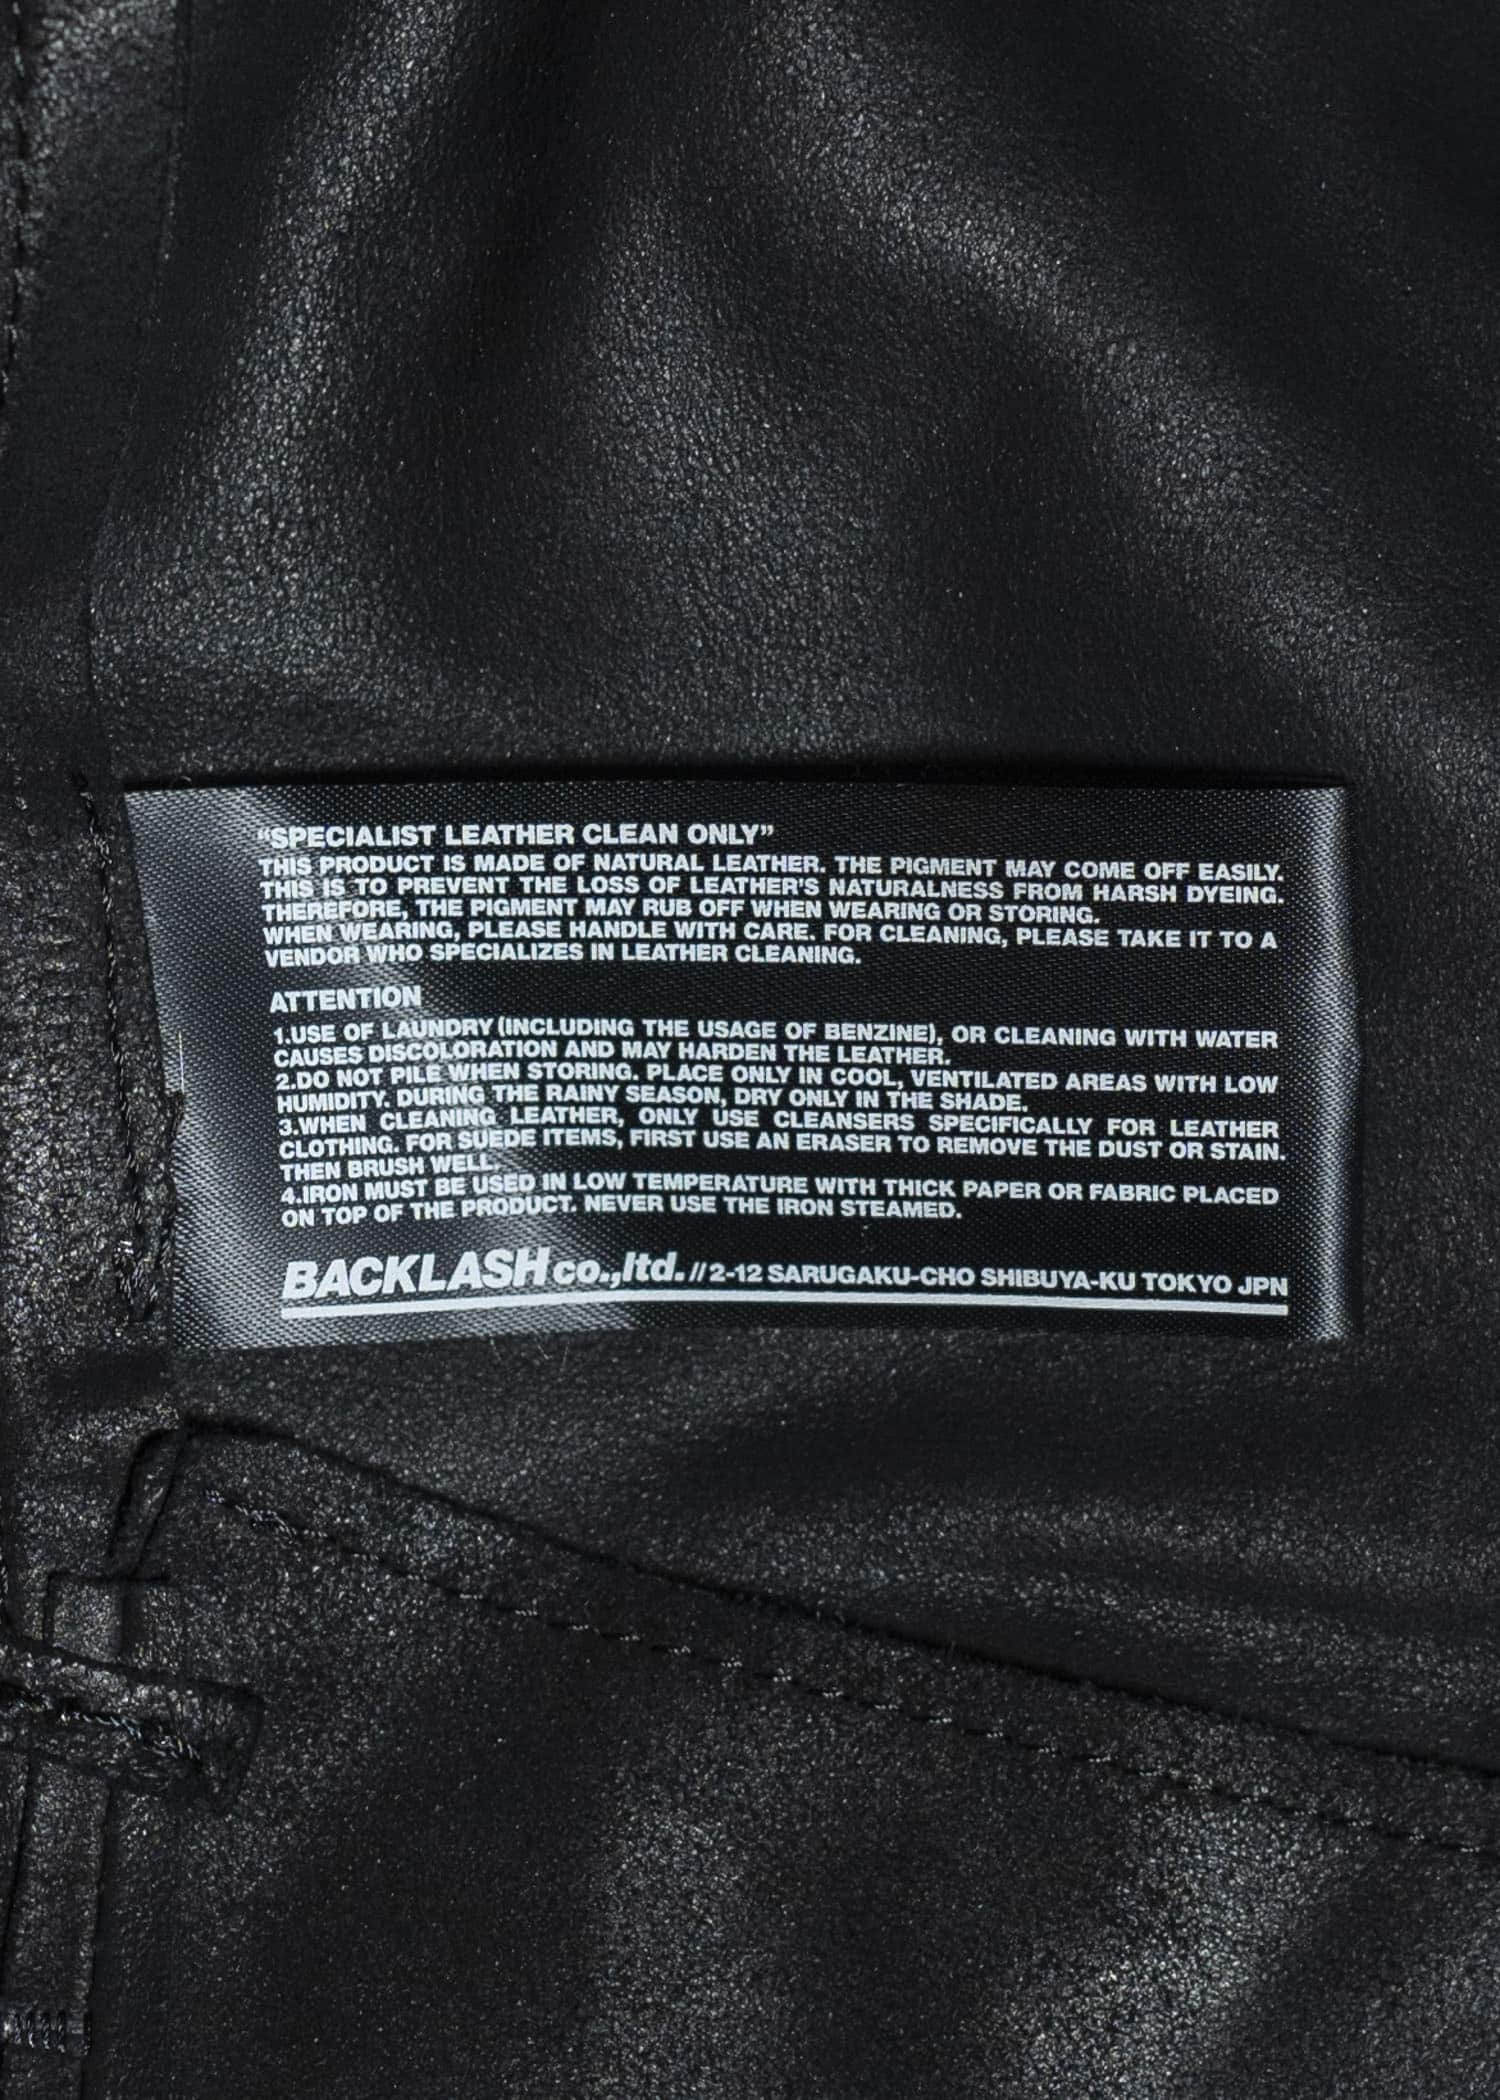 “SPECIALIST LEATHER CLEAN ONLY”
THIS PRODUCT IS MADE OF NATURAL LEATHER. THE PIGMENT MAY COME OFF EASILY.
THIS IS TO PREVENT THE LOSS OF LEATHER'S NATURALNESS FROM HARSH DYEING.
THEREFORE, THE PIGMENT MAY RUB OFF WHEN WEARING OR STORING.
WHEN WEARING, PLEASE HANDLE WITH CARE. FOR CLEANING, PLEASE TAKE IT TO A
VENDOR WHO SPECIALIZES IN LEATHER CLEANING.
ATTENTION
1.USE OF LAUNDRY (INCLUDING THE USAGE OF BENZINE), OR CLEANING WITH WATER
CAUSES DISCOLORATION AND MAY HARDEN THE LEATHER.
2.DO NOT PILE WHEN STORING. PLACE ONLY IN COOL, VENTILATED AREAS WITH LOW
HUMIDITY. DURING THE RAINY SEASON, DRY ONLY IN THE SHADE.
3.WHEN CLEANING LEATHER, ONLY USE CLEANSERS SPECIFICALLY FOR LEATHER
CLOTHING. FOR SUEDE ITEMS, FIRST USE AN ERASER TO REMOVE THE DUST OR STAIN.
THEN BRUSH WELL.
4.IRON MUST BE USED IN LOW TEMPERATURE WITH THICK PAPER OR FABRIC PLACED
ON TOP OF THE PRODUCT. NEVER USE THE IRON STEAMED.
BACKLASH co.,ltd. // 2-12 SARUGAKU-CHO SHIBUYA-KU TOKYO JPN